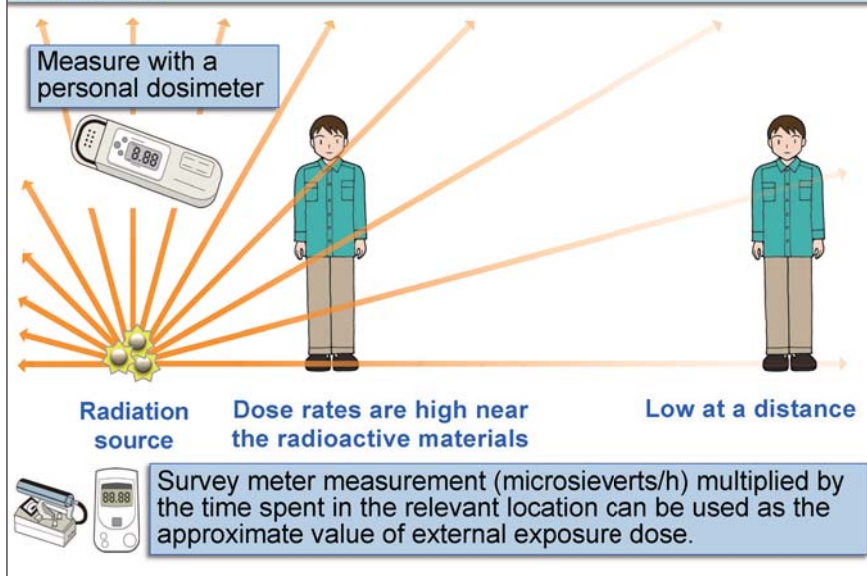 Measure with a
personal dosimeter
8.88
Radiation
source
Dose rates are high near
the radioactive materials
Low at a distance
88.88
Survey meter measurement (microsieverts/h) multiplied by
the time spent in the relevant location can be used as the
approximate value of external exposure dose.